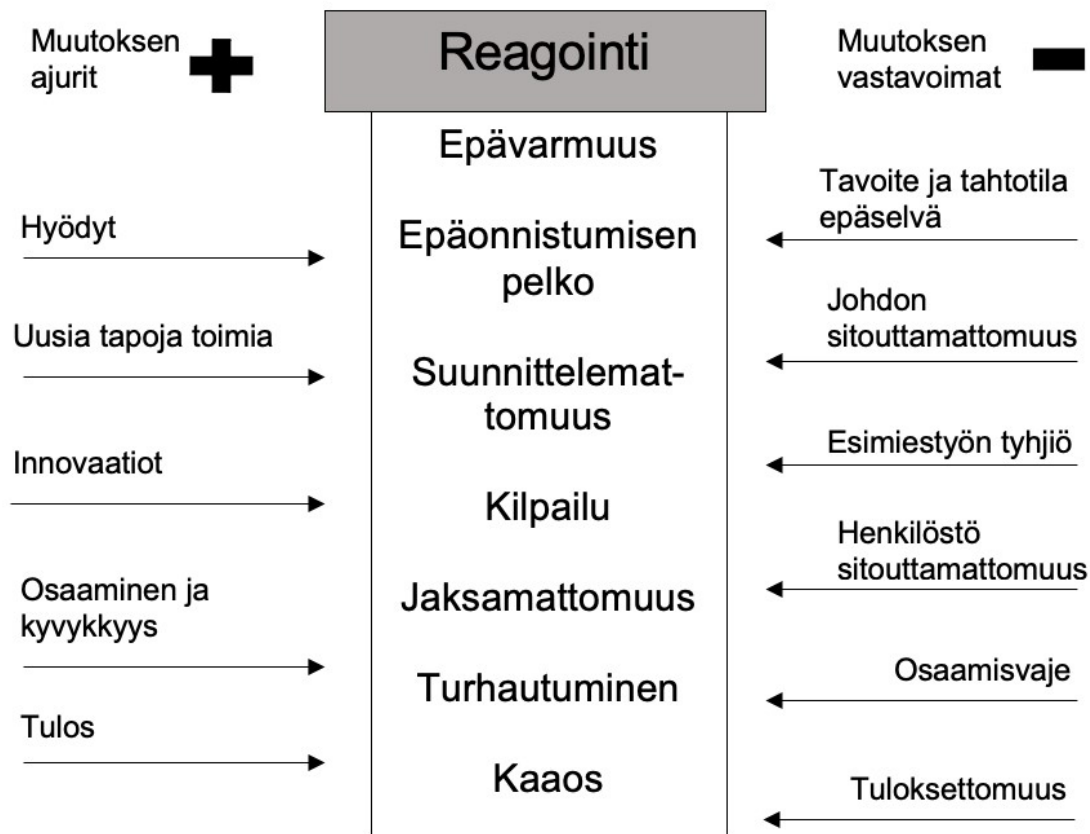 Muutoksen
ajurit
Reagointi
Muutoksen
vastavoimat
Hyödyt
Uusia tapoja toimia
Innovaatiot
Osaaminen ja
kyvykkyys
Tulos
Epävarmuus
Epäonnistumisen
pelko
Suunnittelemat-
tomuus
Kilpailu
Jaksamattomuus
Turhautuminen
Kaaos
Tavoite ja tahtotila
epäselvä
Johdon
sitouttamattomuus
Esimiestyön tyhjiö
Henkilöstö
sitouttamattomuus
Osaamisvaje
Tuloksettomuus